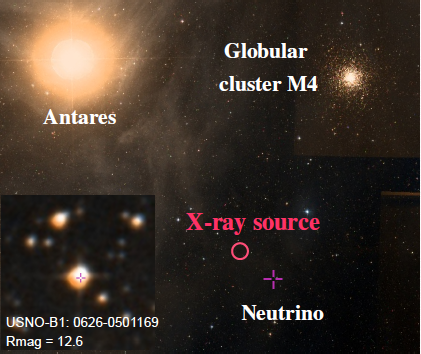 Globular
cluster M4
Antares
X-ray source
Neutrino
USNO-B1: 0626-0501169
Rmag = 12.6